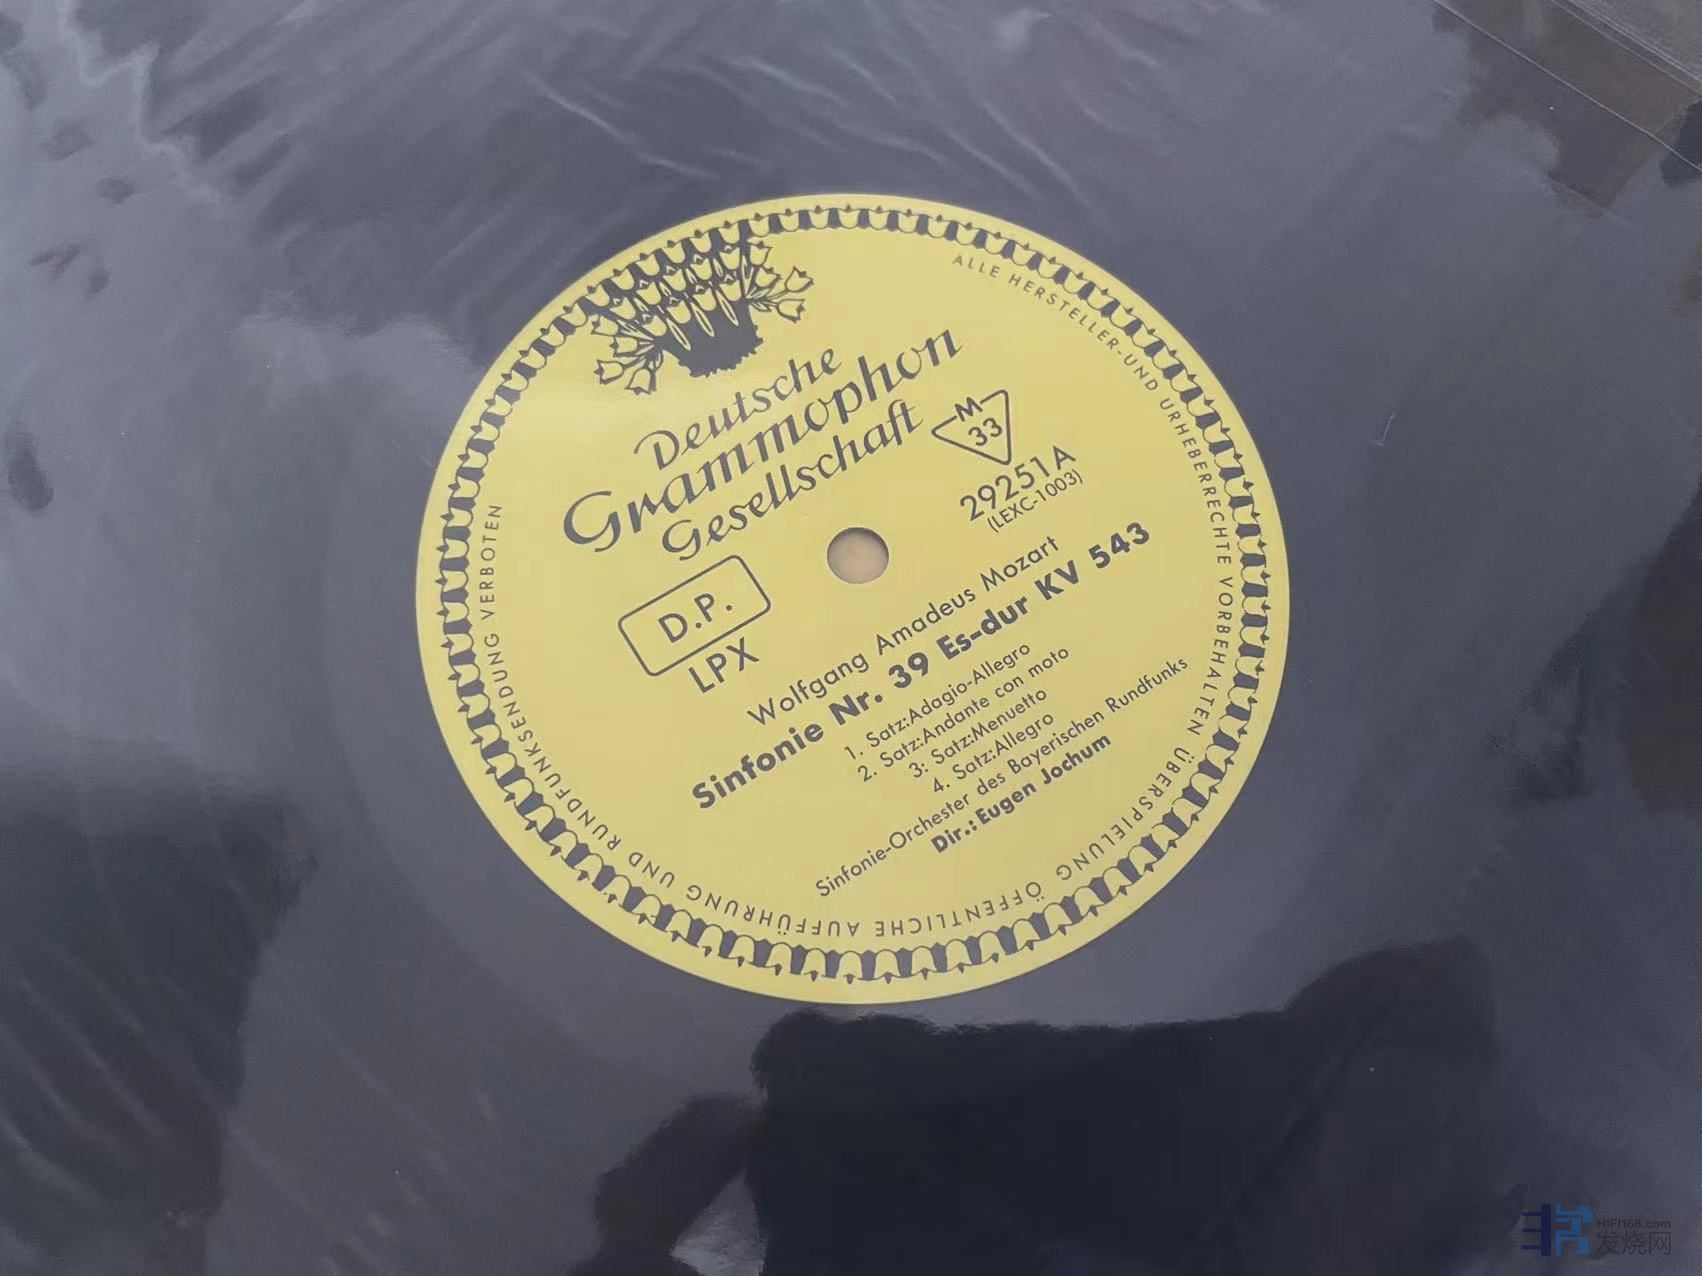 Deutsche
Grammophon
Gesellschaft
M
33
29251 A
(LEXC-1003)
D.P.
LPX
Wolfgang Amadeus Mozart
Sinfonie Nr. 39 Es-dur KV 543
1. Satz:Adagio-Allegro
2. Satz:Andante con moto
3: Satz:Menuetto
4. Satz:Allegro
Sinfonie-Orchester des Bayerischen Rundfunks
Dir.: Eugen Jochum
ALLE HERSTELLER-UND URHEBERRECHTE VORBEHALTEN ÜBERSPIELUNG ÖFFENTLICHE AUFFÜHRUNG UND RUNDFUNKSENDUNG VERBOTEN
HIFI168.com
发烧网